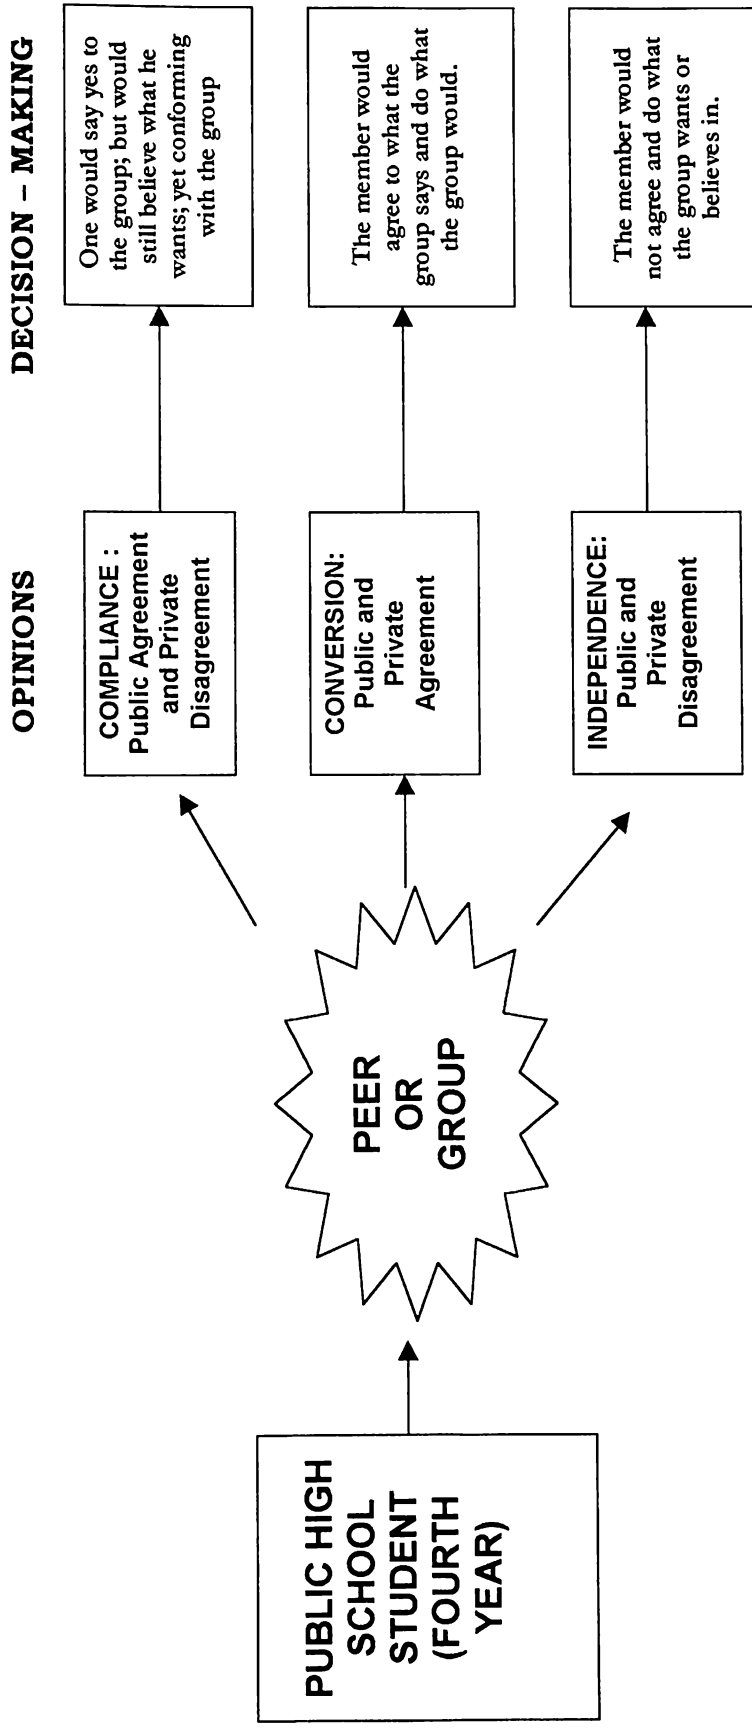 OPINIONS
DECISION – MAKING
PUBLIC HIGH
SCHOOL
STUDENT
(FOURTH
YEAR)
PEER
OR
GROUP
COMPLIANCE :
Public Agreement
and Private
Disagreement
One would say yes to
the group; but would
still believe what he
wants; yet conforming
with the group
CONVERSION:
Public and
Private
Agreement
The member would
agree to what the
group says and do what
the group would.
INDEPENDENCE:
Public and
Private
Disagreement
The member would
not agree and do what
the group wants or
believes in.